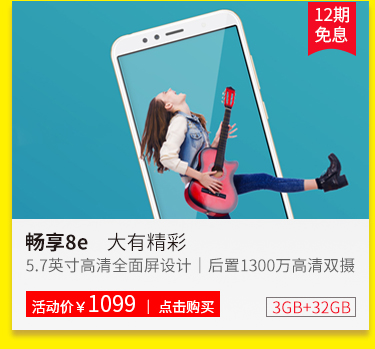 12期
免息
畅享8e 大有精彩
5.7英寸高清全面屏设计｜后置1300万高清双摄
活动价￥1099 ｜ 点击购买
3GB+32GB